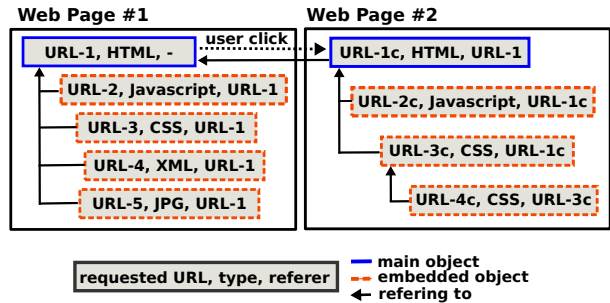 Web Page #1
URL-1, HTML, -
URL-2, Javascript, URL-1
URL-3, CSS, URL-1
URL-4, XML, URL-1
URL-5, JPG, URL-1
user click
Web Page #2
URL-1c, HTML, URL-1
URL-2c, Javascript, URL-1c
URL-3c, CSS, URL-1c
URL-4c, CSS, URL-3c
requested URL, type, referer
main object
embedded object
refering to